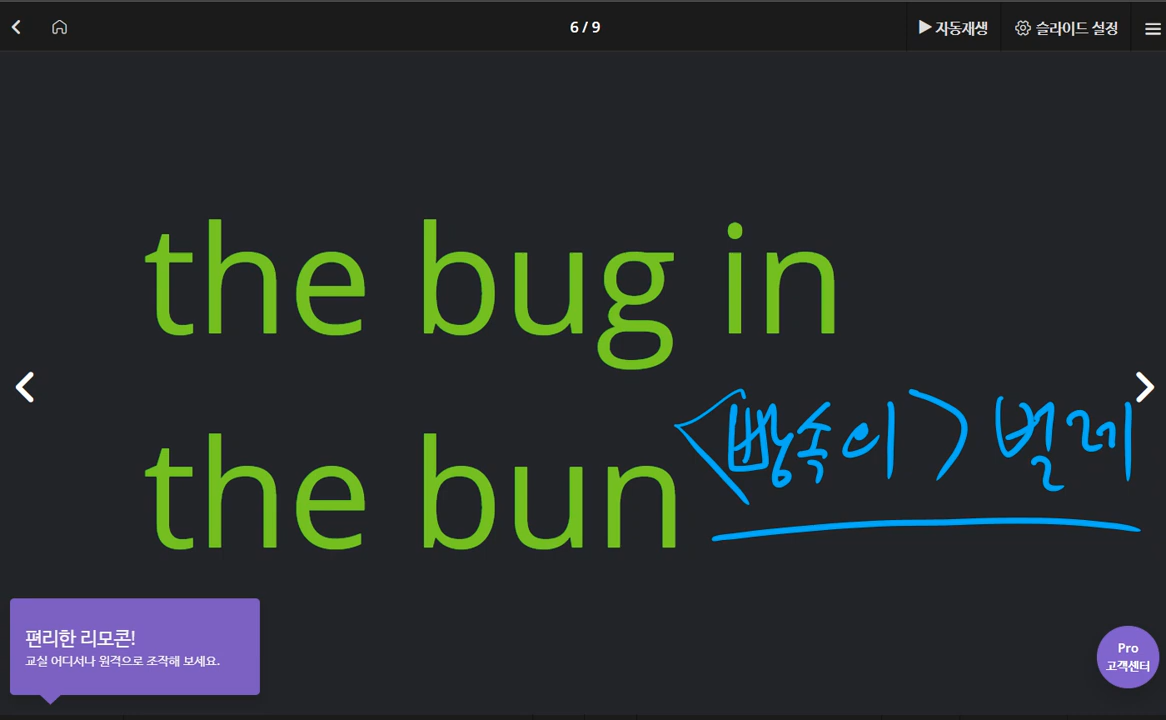 6 / 9
자동재생
슬라이드 설정
the bug in
the bun
<빵속의> 벌레
편리한 리모콘!
교실 어디서나 원격으로 조작해 보세요.
Pro
고객센터